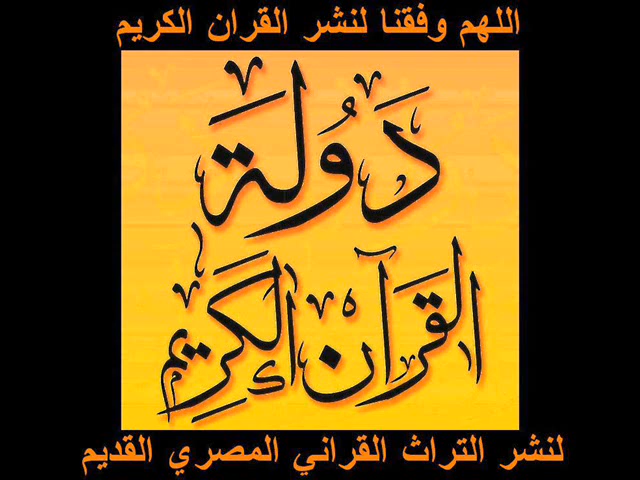 اللهم وفقنا لنشر القران الكريم
دَوُلَة
القرآن الكريم
لنشر التراث القراني المصري القديم